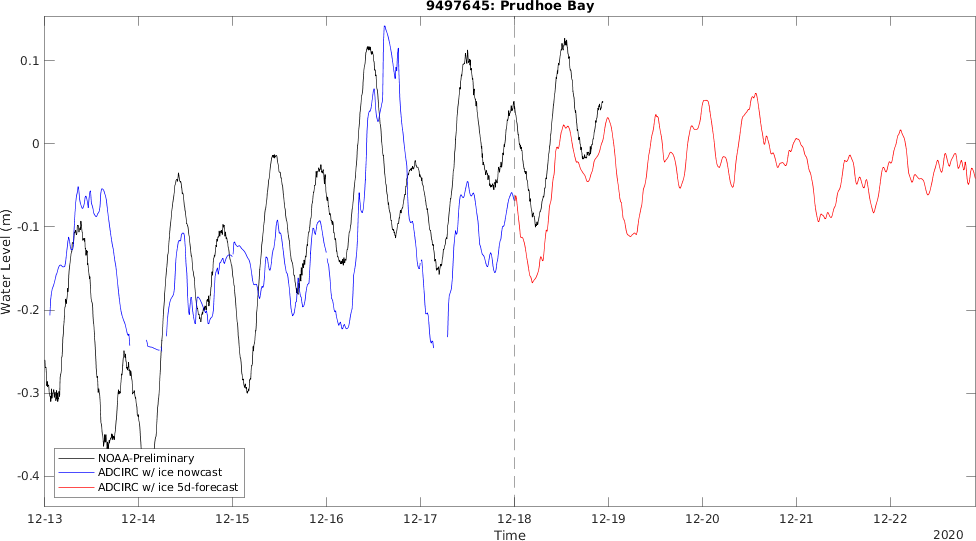 9497645: Prudhoe Bay
Water Level (m)
0.1
0
-0.1
-0.2
-0.3
-0.4
NOAA-Preliminary
ADCIRC w/ ice nowcast
ADCIRC w/ ice 5d-forecast
12-13 12-14 12-15 12-16 12-17 12-18 12-19 12-20 12-21 12-22
Time
2020